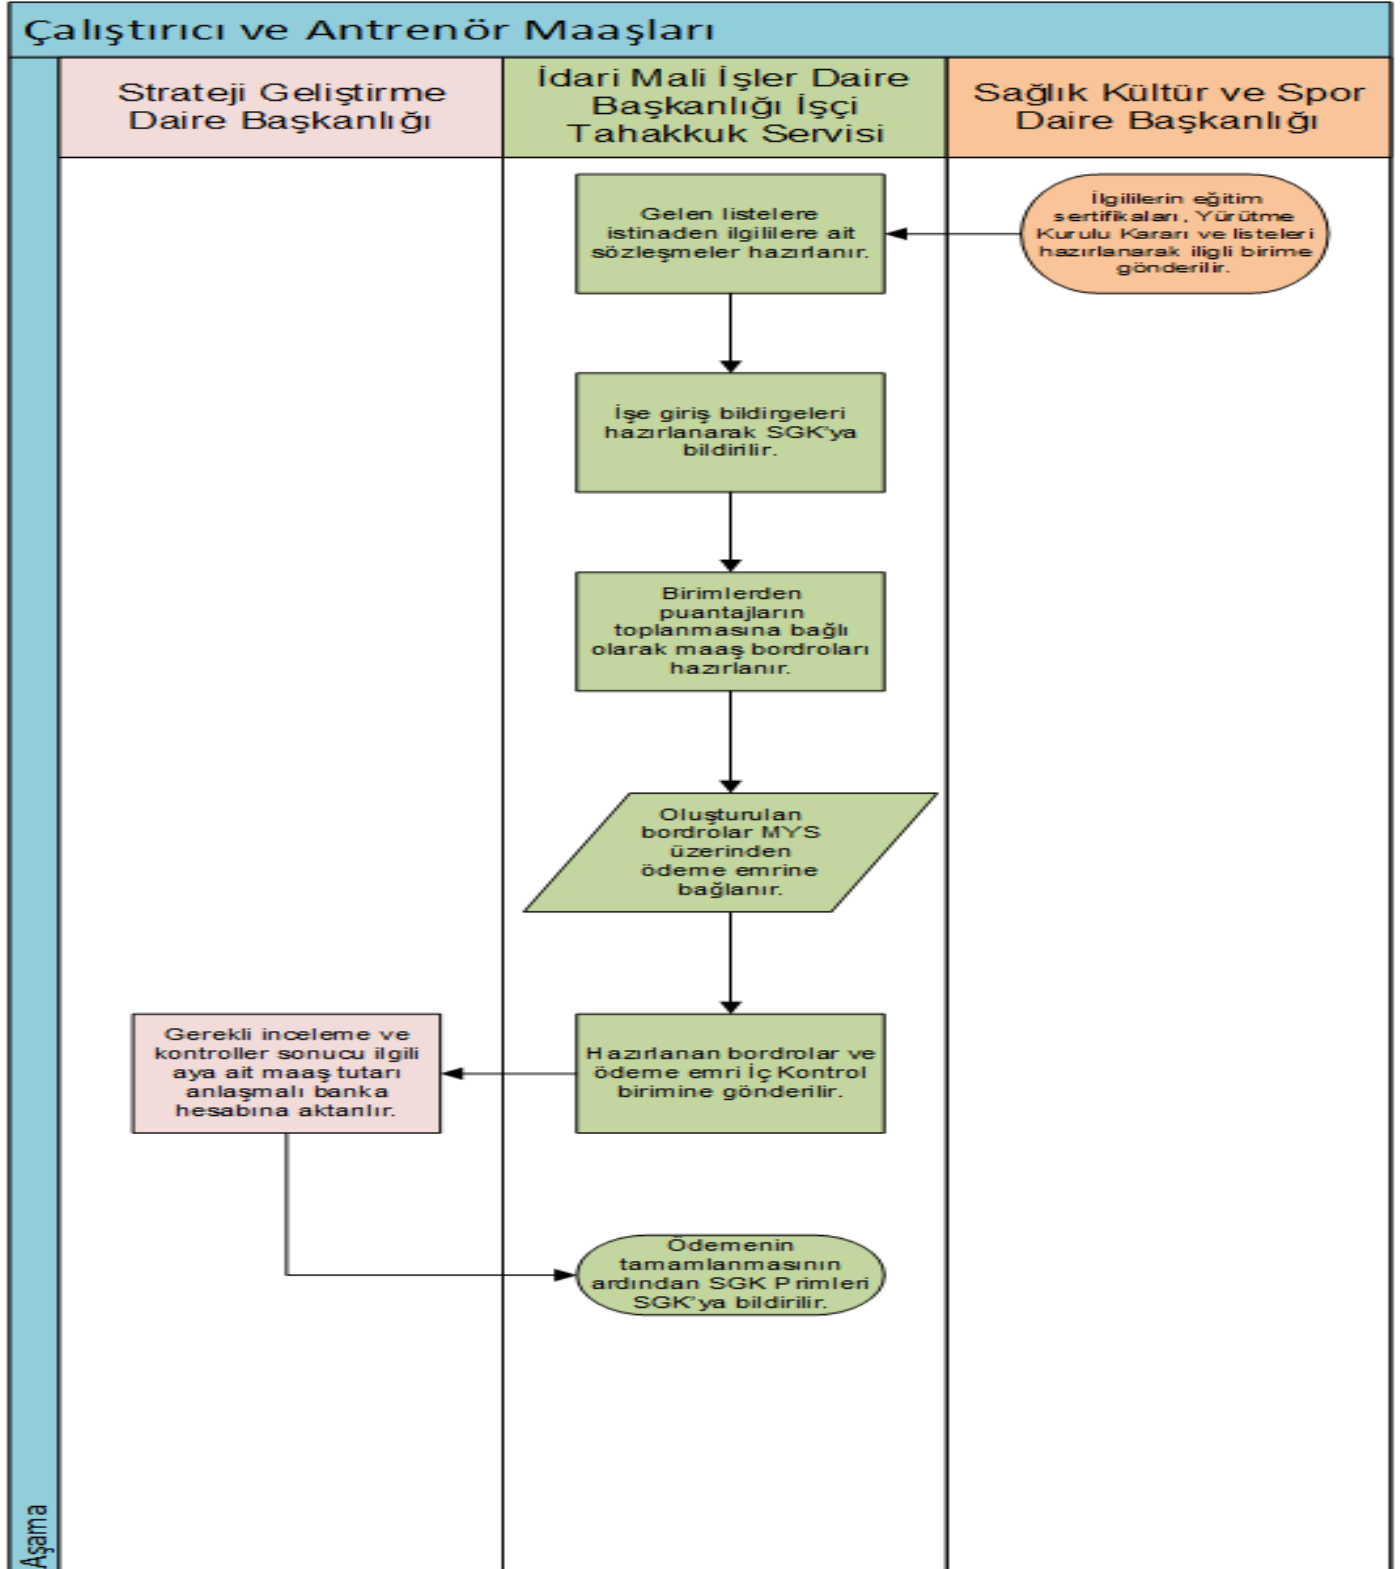 Çalıştırıcı ve Antrenör Maaşları
Strateji Geliştirme
Daire Başkanlığı
İdari Mali İşler Daire
Başkanlığı İşçi
Tahakkuk Servisi
Sağlık Kültür ve Spor
Daire Başkanlığı
İlgililerin eğitim
sertifikaları, Yürütme
Kurulu Kararı ve listeleri
hazırlanarak iligli birime
gönderilir.
Gelen listelere
istinaden ilgililere ait
sözleşmeler hazırlanır.
İşe giriş bildirgeleri
hazırlanarak SGK'ya
bildirilir.
Birimlerden
puantajların
toplanmasına bağlı
olarak maaş bordroları
hazırlanır.
Oluşturulan
bordrolar MYS
üzerinden
ödeme emrine
bağlanır.
Hazırlanan bordrolar ve
ödeme emri İç Kontrol
birimine gönderilir.
Gerekli inceleme ve
kontroller sonucu ilgili
aya ait maaş tutarı
anlaşmalı banka
hesabına aktarılır.
Ödemenin
tamamlanmasının
ardından SGK Primleri
SGK'ya bildirilir.
Aşama